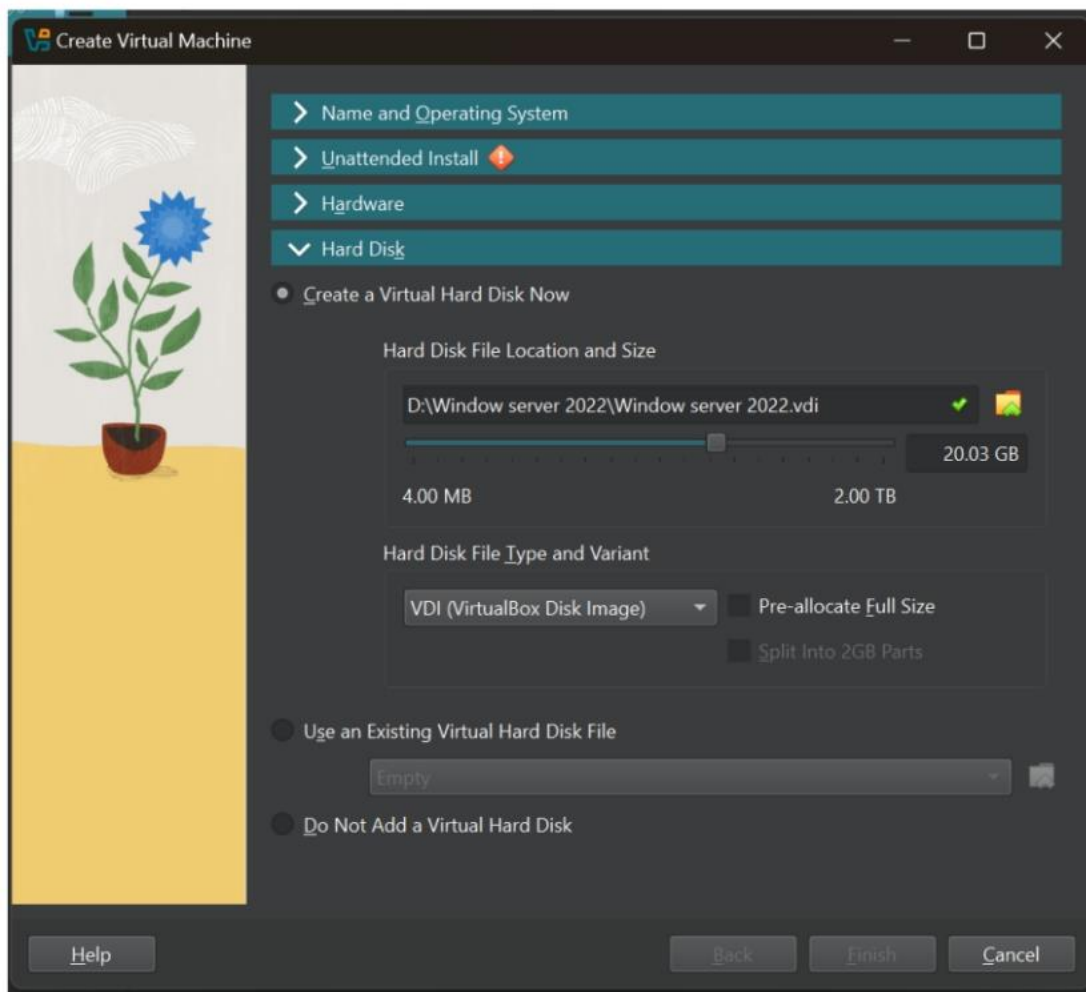 Create Virtual Machine
Name and Operating System
Unattended Install
Hardware
Hard Disk
Create a Virtual Hard Disk Now
Hard Disk File Location and Size
D:\Window server 2022\Window server 2022.vdi
20.03 GB
4.00 MB 2.00 TB
Hard Disk File Type and Variant
VDI (VirtualBox Disk Image) Pre-allocate Full Size
Split Into 2GB Parts
Use an Existing Virtual Hard Disk File
Empty
Do Not Add a Virtual Hard Disk
Help Back Finish Cancel